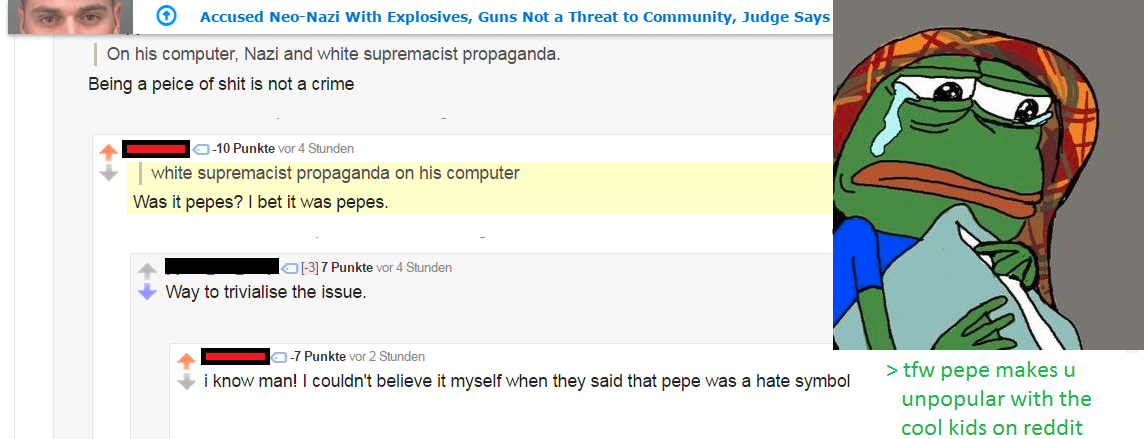 Accused Neo-Nazi With Explosives, Guns Not a Threat to Community, Judge Says
On his computer, Nazi and white supremacist propaganda.
Being a peice of shit is not a crime
-10 Punkte vor 4 Stunden
white supremacist propaganda on his computer
Was it pepes? I bet it was pepes.
[-3] 7 Punkte vor 4 Stunden
Way to trivialise the issue.
-7 Punkte vor 2 Stunden
i know man! I couldn't believe it myself when they said that pepe was a hate symbol
> tfw pepe makes u
unpopular with the
cool kids on reddit